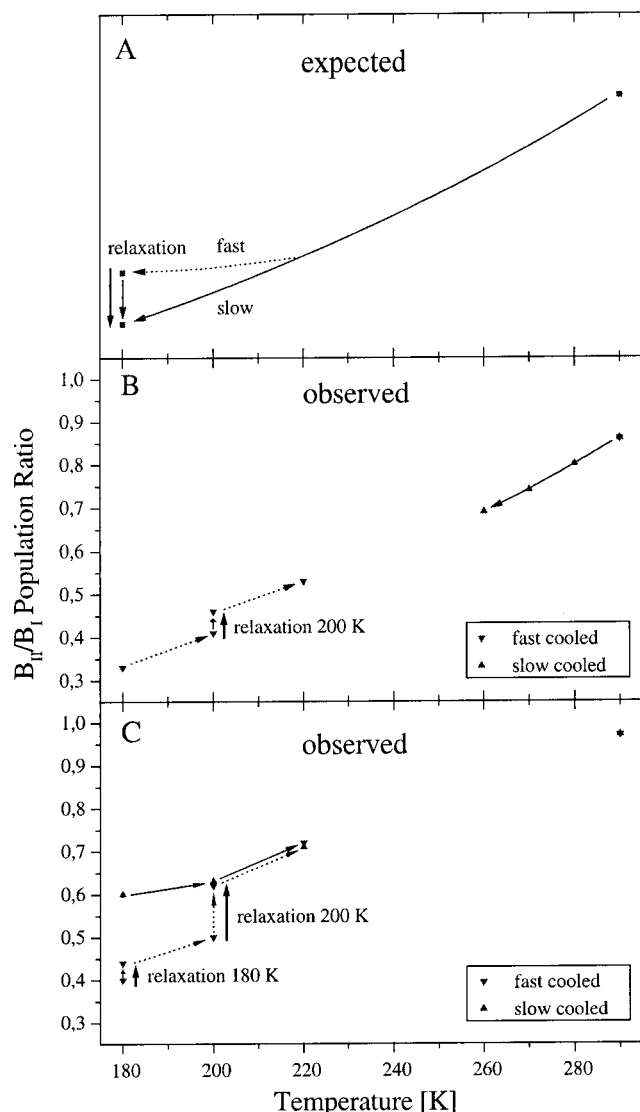 A
expected
relaxation
fast
slow
B
observed
1,0
0,9
0,8
0,7
0,6
0,5
0,4
0,3
relaxation 200 K
fast cooled
slow cooled
B_II/B_I Population Ratio
C
observed
1,0
0,9
0,8
0,7
0,6
0,5
0,4
0,3
relaxation 200 K
relaxation 180 K
fast cooled
slow cooled
180 200 220 240 260 280
Temperature [K]